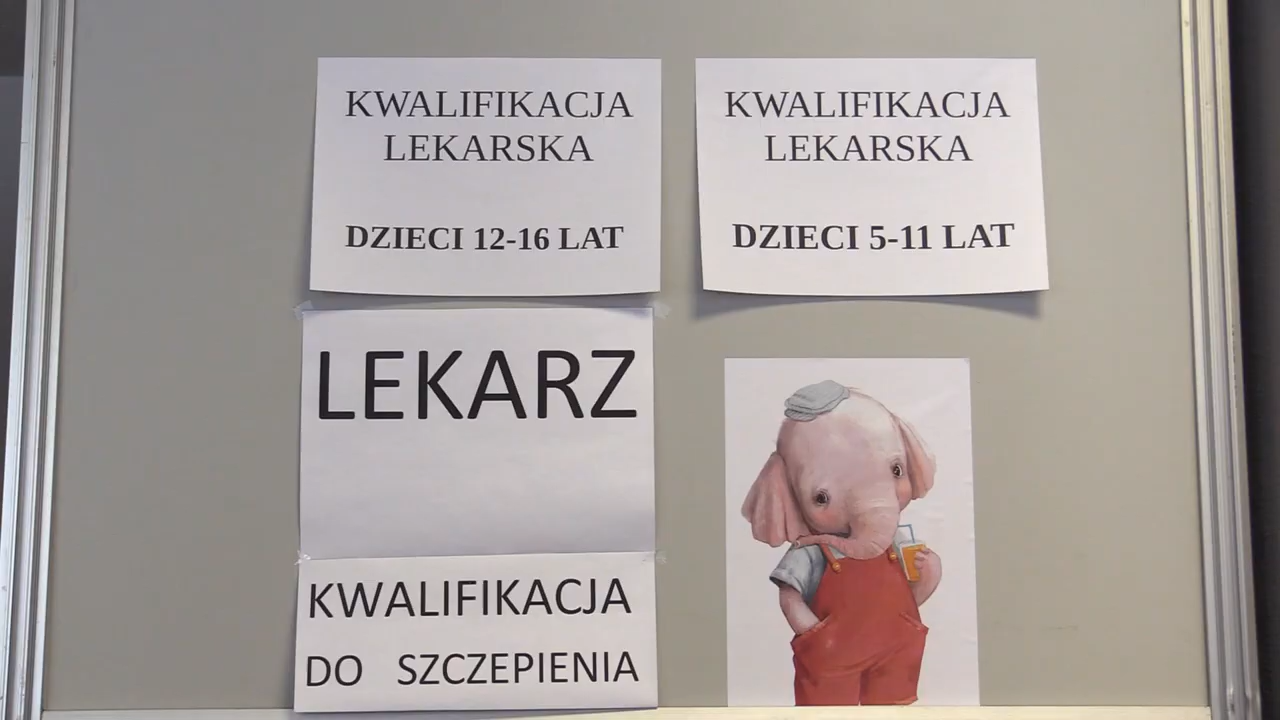 KWALIFIKACJA
LEKARSKA
DZIECI 12-16 LAT
KWALIFIKACJA
LEKARSKA
DZIECI 5-11 LAT
LEKARZ
KWALIFIKACJA
DO SZCZEPIENIA